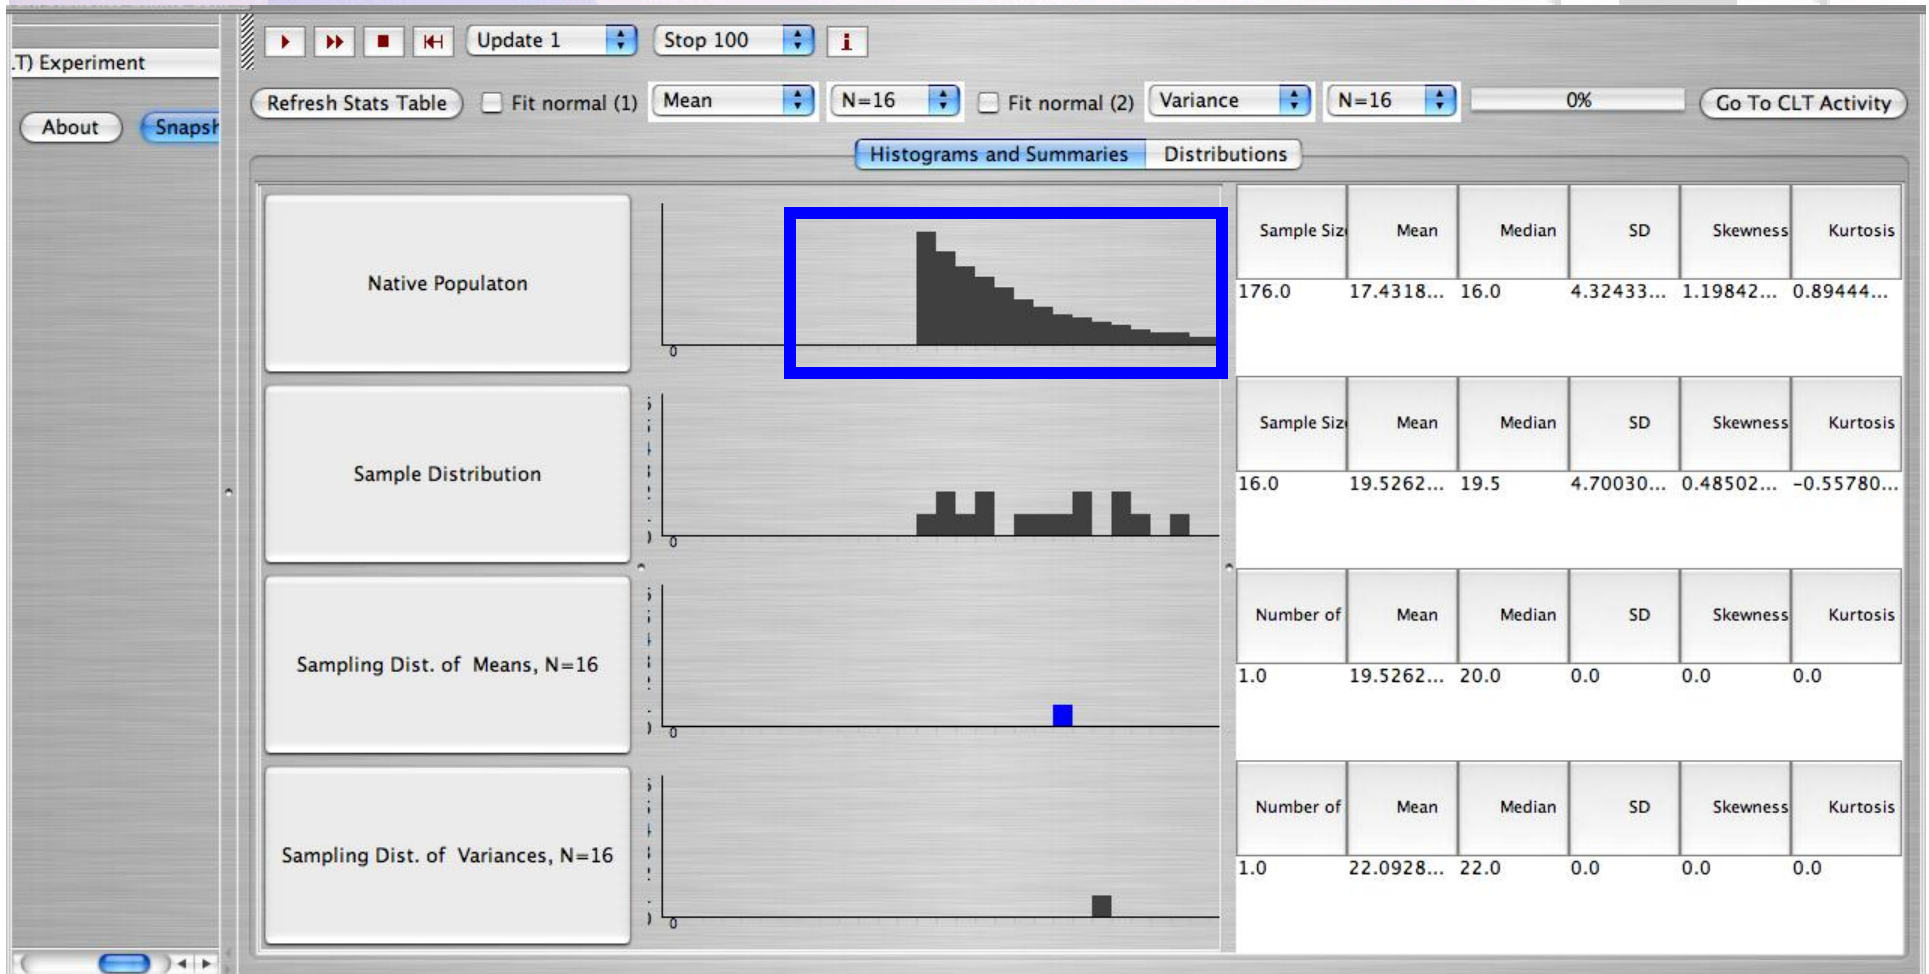 Update 1 Stop 100 i
.T) Experiment
Refresh Stats Table Fit normal (1) Mean N=16 Fit normal (2) Variance N=16 0% Go To CLT Activity
About Snapsh
Histograms and Summaries Distributions
Native Populaton
0
Sample Siz Mean Median SD Skewness Kurtosis
176.0 17.4318... 16.0 4.32433... 1.19842... 0.89444...
Sample Distribution
0
Sample Siz Mean Median SD Skewness Kurtosis
16.0 19.5262... 19.5 4.70030... 0.48502... -0.55780...
Sampling Dist. of Means, N=16
0
Number of Mean Median SD Skewness Kurtosis
1.0 19.5262... 20.0 0.0 0.0 0.0
Sampling Dist. of Variances, N=16
0
Number of Mean Median SD Skewness Kurtosis
1.0 22.0928... 22.0 0.0 0.0 0.0